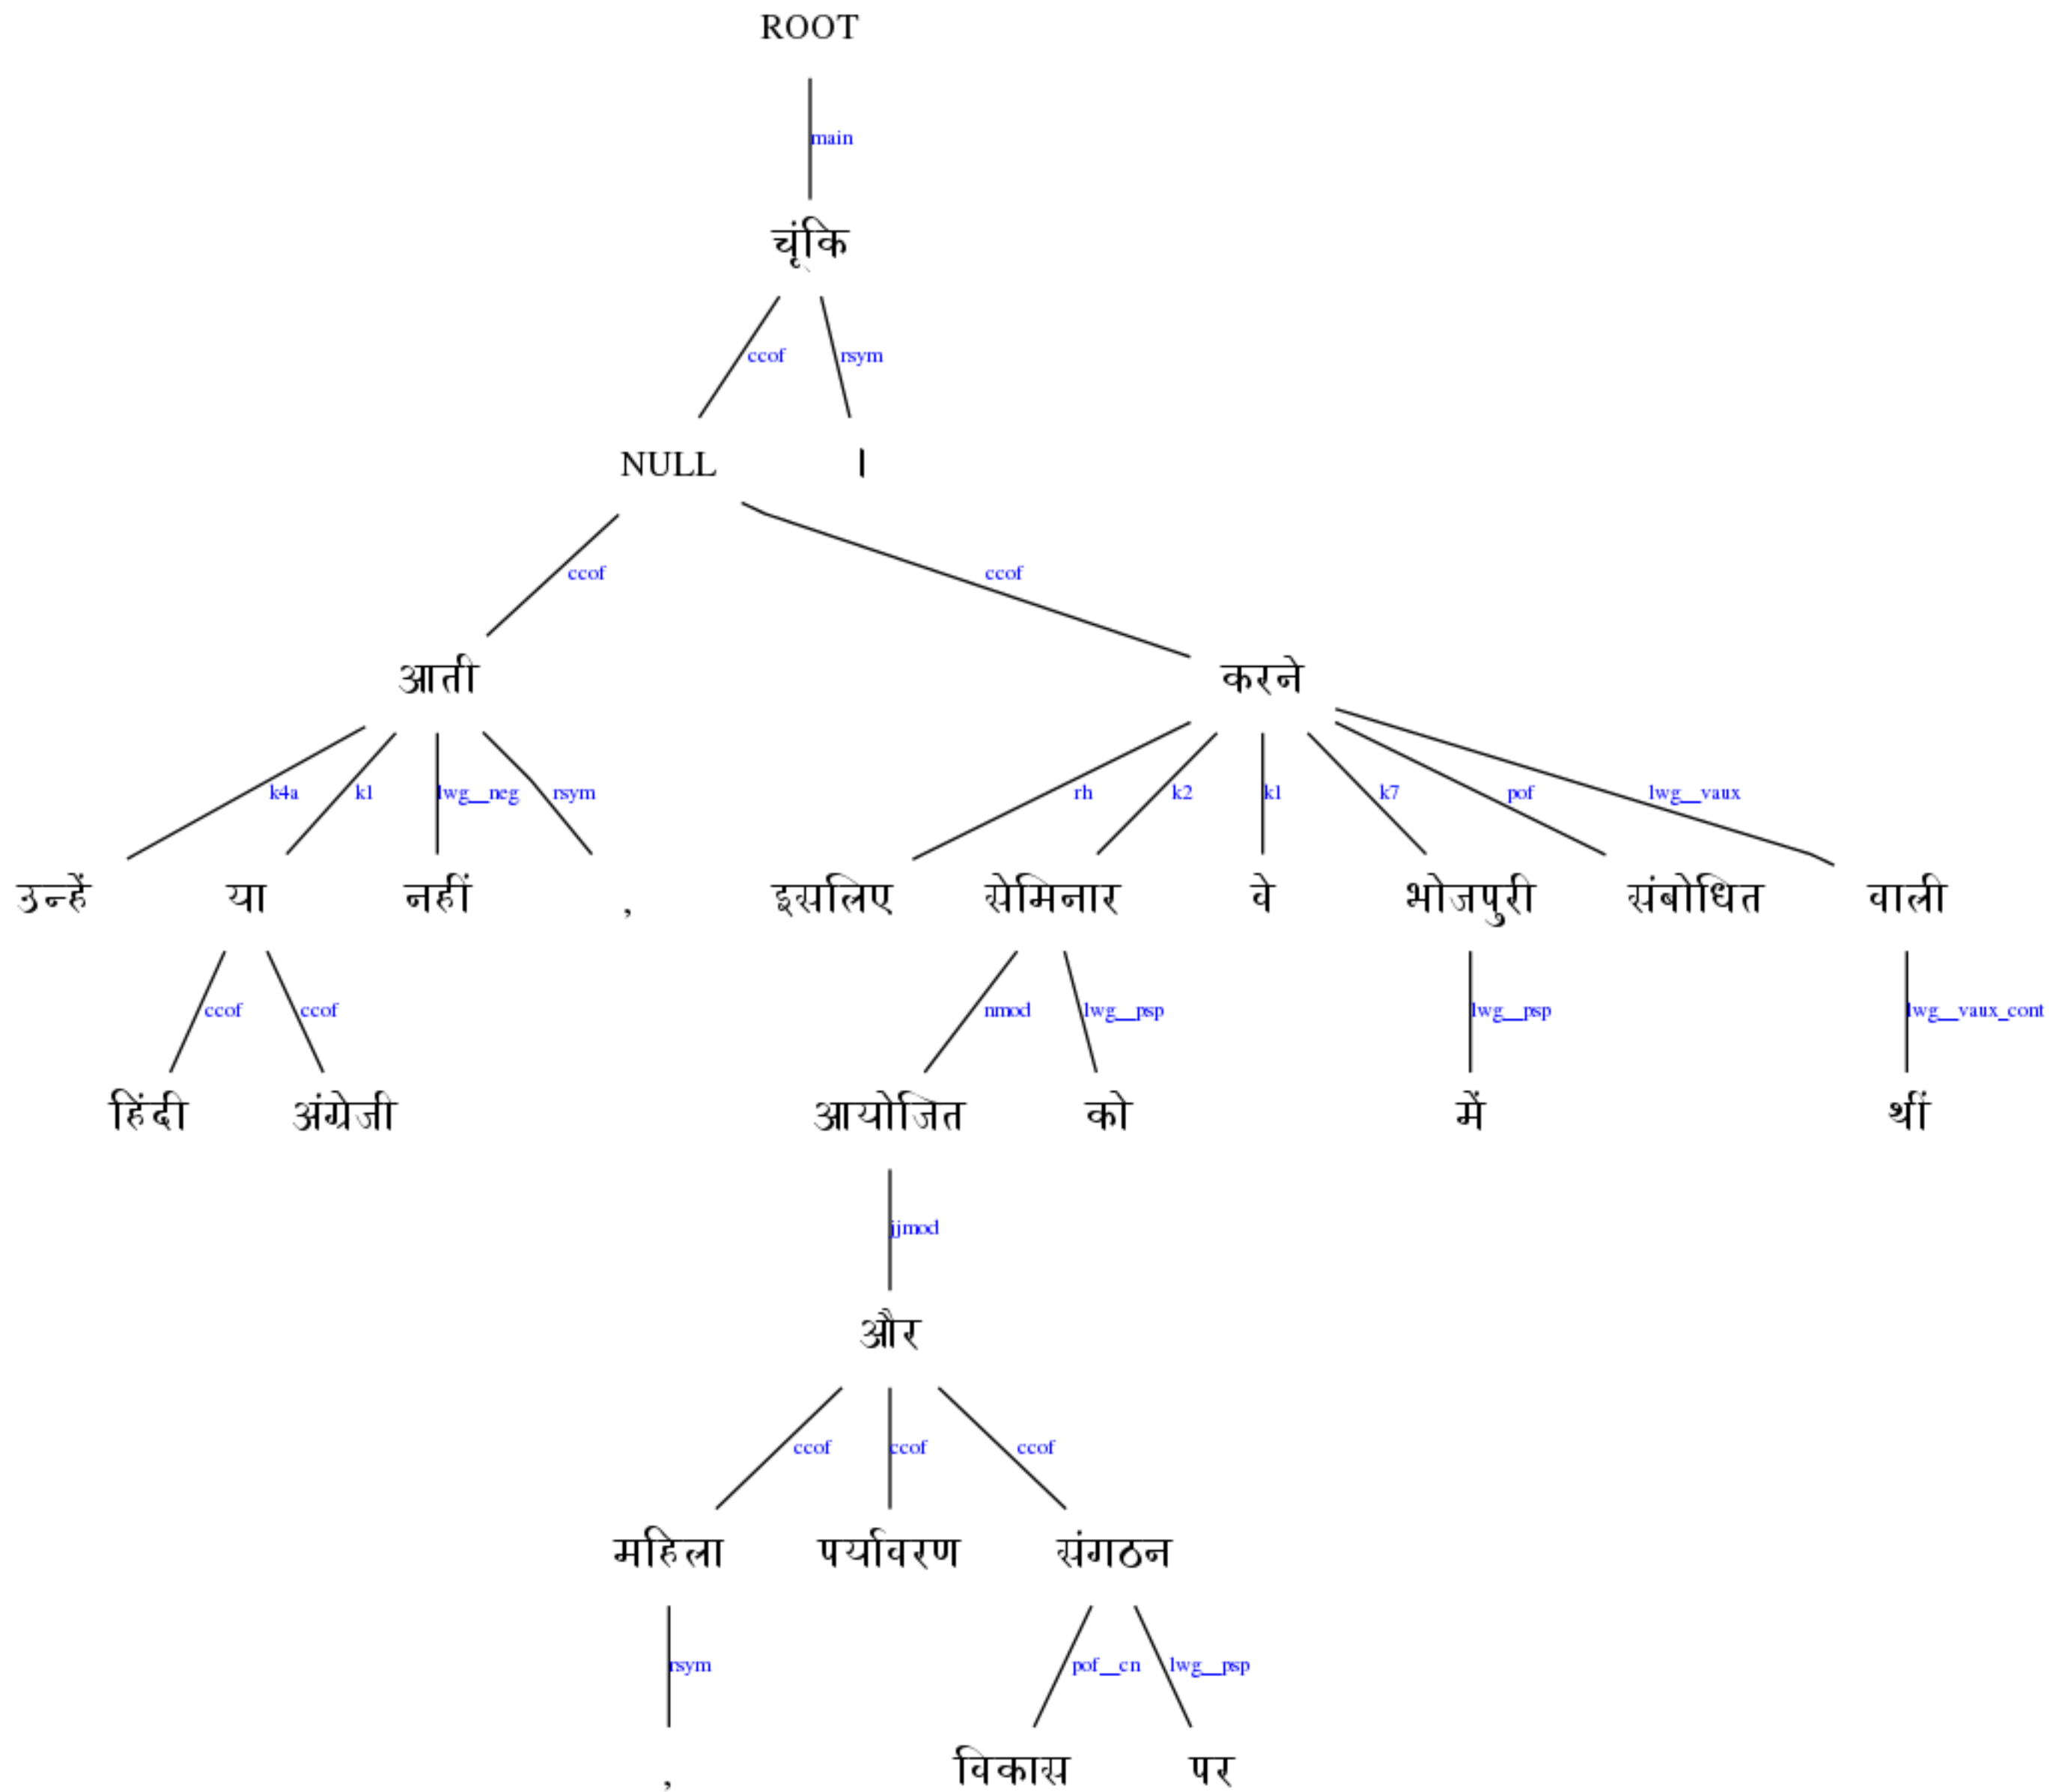 ROOT
main
चूंकि
ccof rsym
NULL ।
ccof ccof
आती करने
k4a k1 lwg__neg rsym rh k2 k1 k7 pof lwg__vaux
उन्हें या नहीं , इसलिए सेमिनार वे भोजपुरी संबोधित वाली
ccof ccof nmod lwg__psp lwg__psp lwg__vaux_cont
हिंदी अंग्रेजी आयोजित को में थीं
jjmod
और
ccof ccof ccof
महिला पर्यावरण संगठन
rsym pof__cn lwg__psp
, विकास पर